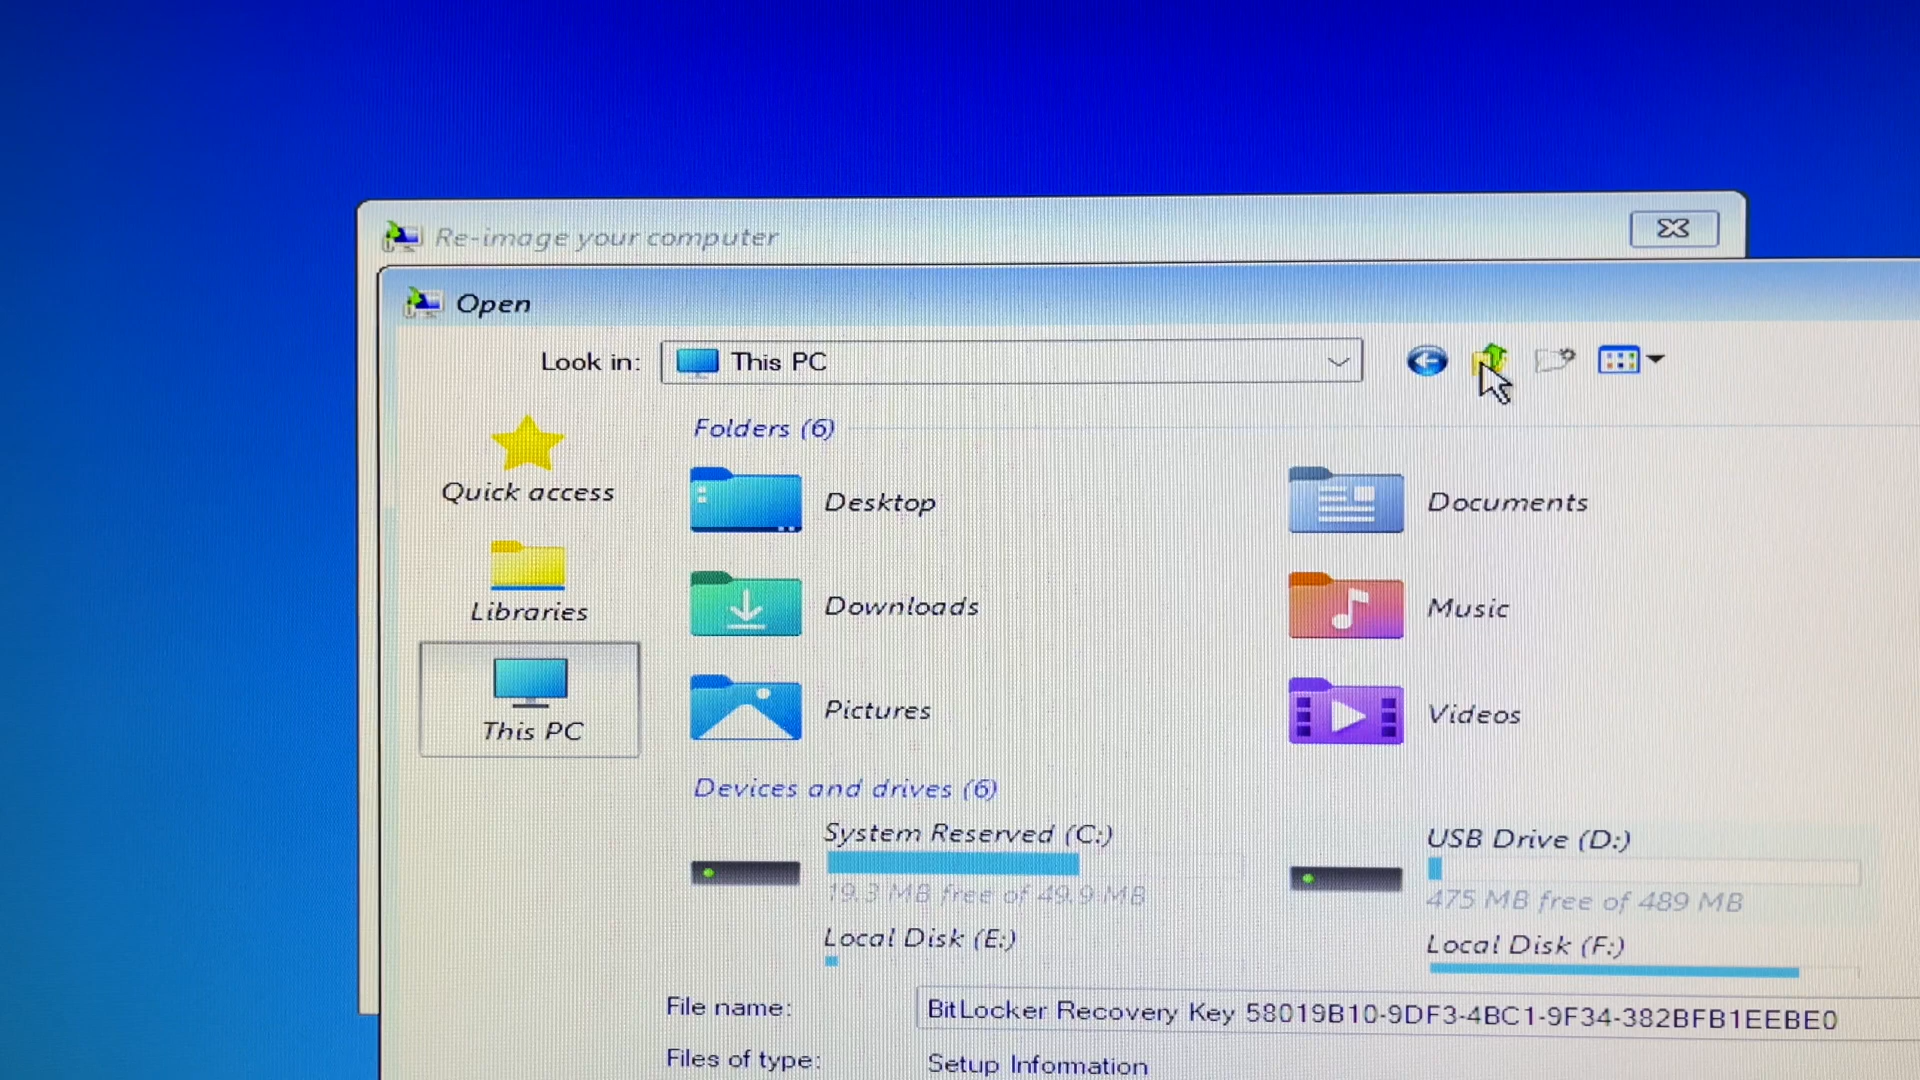 Re-image your computer
Open
Look in: This PC
Quick access
Libraries
This PC
Folders (6)
Desktop
Documents
Downloads
Music
Pictures
Videos
Devices and drives (6)
System Reserved (C:)
19.3 MB free of 49.9 MB
USB Drive (D:)
475 MB free of 489 MB
Local Disk (E:)
Local Disk (F:)
File name: BitLocker Recovery Key 58019B10-9DF3-4BC1-9F34-382BFB1EEBE0
Files of type: Setup Information